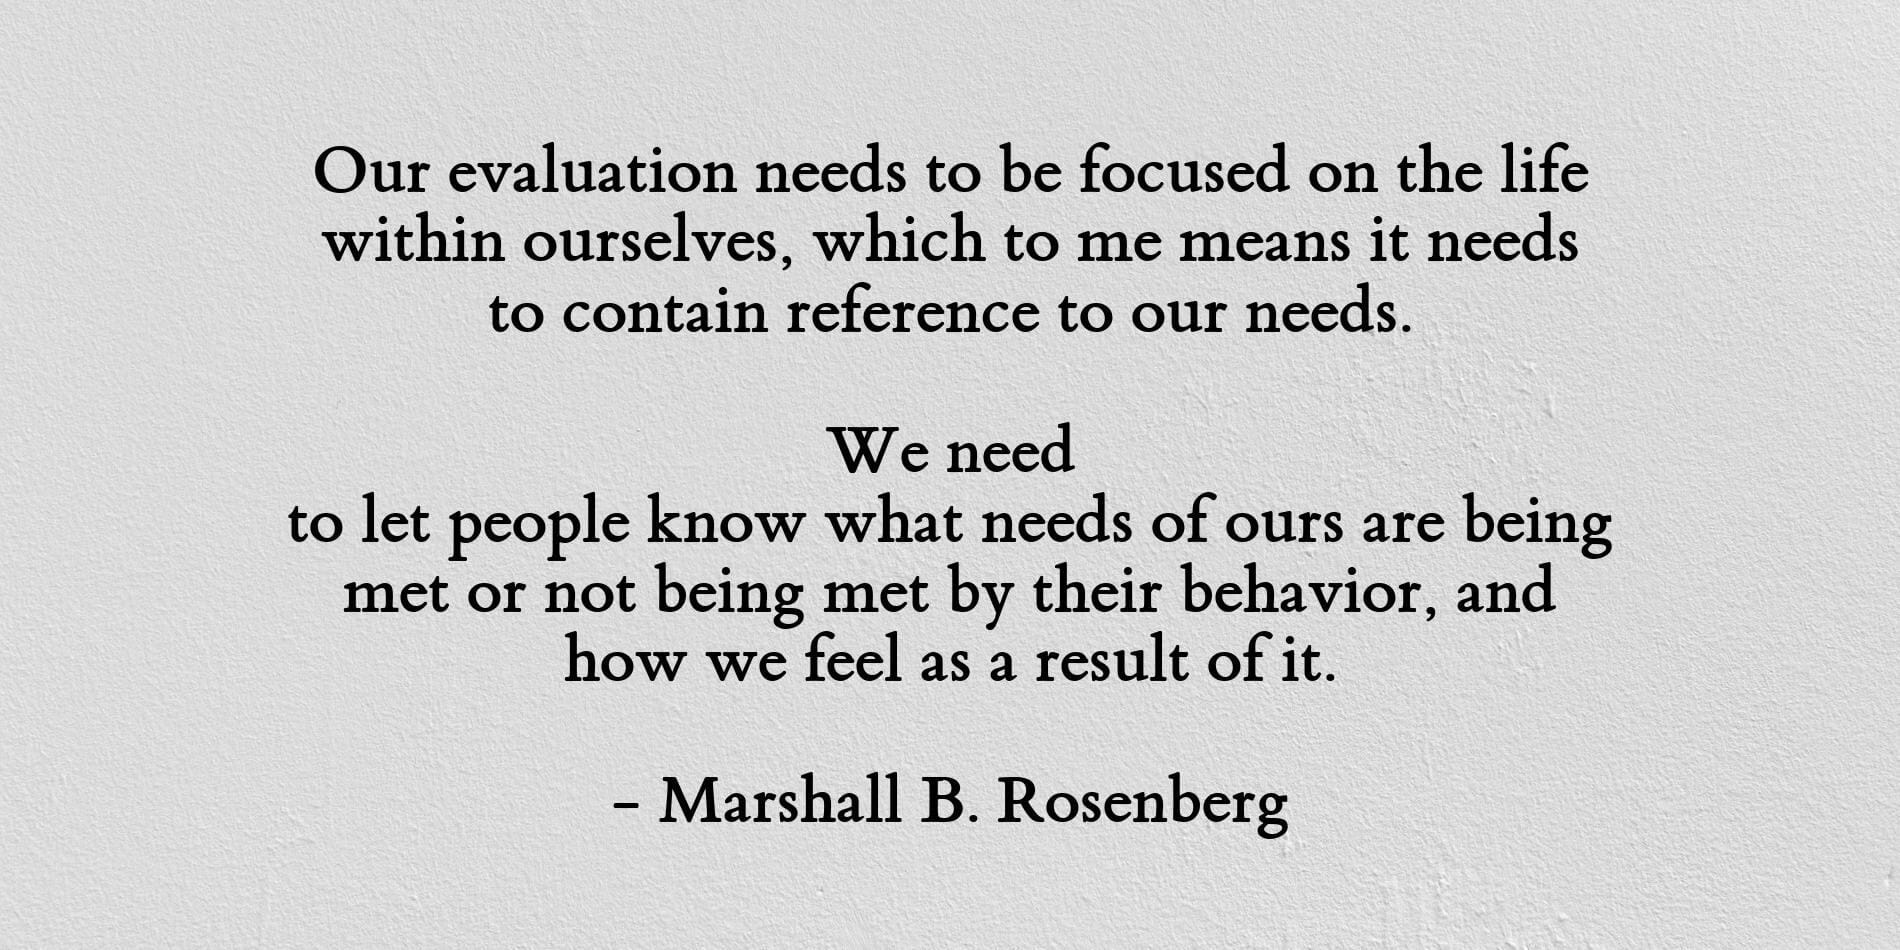 Our evaluation needs to be focused on the life
within ourselves, which to me means it needs
to contain reference to our needs.
We need
to let people know what needs of ours are being
met or not being met by their behavior, and
how we feel as a result of it.
- Marshall B. Rosenberg